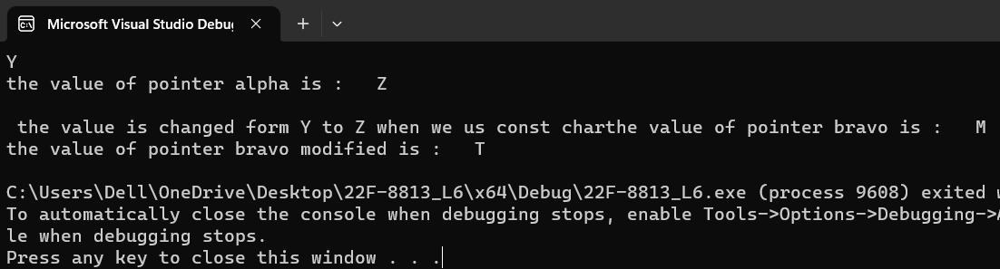 Microsoft Visual Studio Debu
Y
the value of pointer alpha is :   Z
 the value is changed form Y to Z when we us const charthe value of pointer bravo is :   M
the value of pointer bravo modified is :   T
C:\Users\Dell\OneDrive\Desktop\22F-8813_L6\x64\Debug\22F-8813_L6.exe (process 9608) exited w
To automatically close the console when debugging stops, enable Tools->Options->Debugging->A
le when debugging stops.
Press any key to close this window . . .